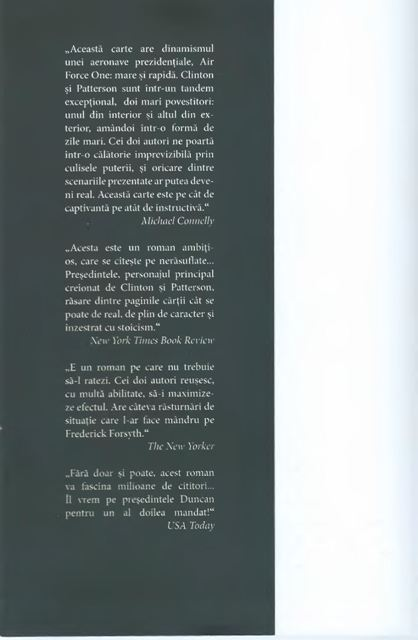 „Această carte are dinamismul
unei aeronave prezidențiale, Air
Force One: mare și rapidă. Clinton
și Patterson sunt într-un tandem
excepțional, doi mari povestitori:
unul din interior și altul din ex-
terior, amândoi într-o formă de
zile mari. Cei doi autori ne poartă
într-o călătorie imprevizibilă prin
culisele puterii, și oricare dintre
scenariile prezentate ar putea deve-
ni real. Această carte este pe cât de
captivantă pe atât de instructivă.“
Michael Connelly
„Acesta este un roman ambiți-
os, care se citește pe nerăsuflate...
Președintele, personajul principal
creionat de Clinton și Patterson,
răsare dintre paginile cărții cât se
poate de real, de plin de caracter și
înzestrat cu stoicism.“
New York Times Book Review
„E un roman pe care nu trebuie
să-l ratezi. Cei doi autori reușesc,
cu multă abilitate, să-i maximize-
ze efectul. Are câteva răsturnări de
situație care l-ar face mândru pe
Frederick Forsyth.“
The New Yorker
„Fără doar și poate, acest roman
va fascina milioane de cititori...
Îl vrem pe președintele Duncan
pentru un al doilea mandat!“
USA Today